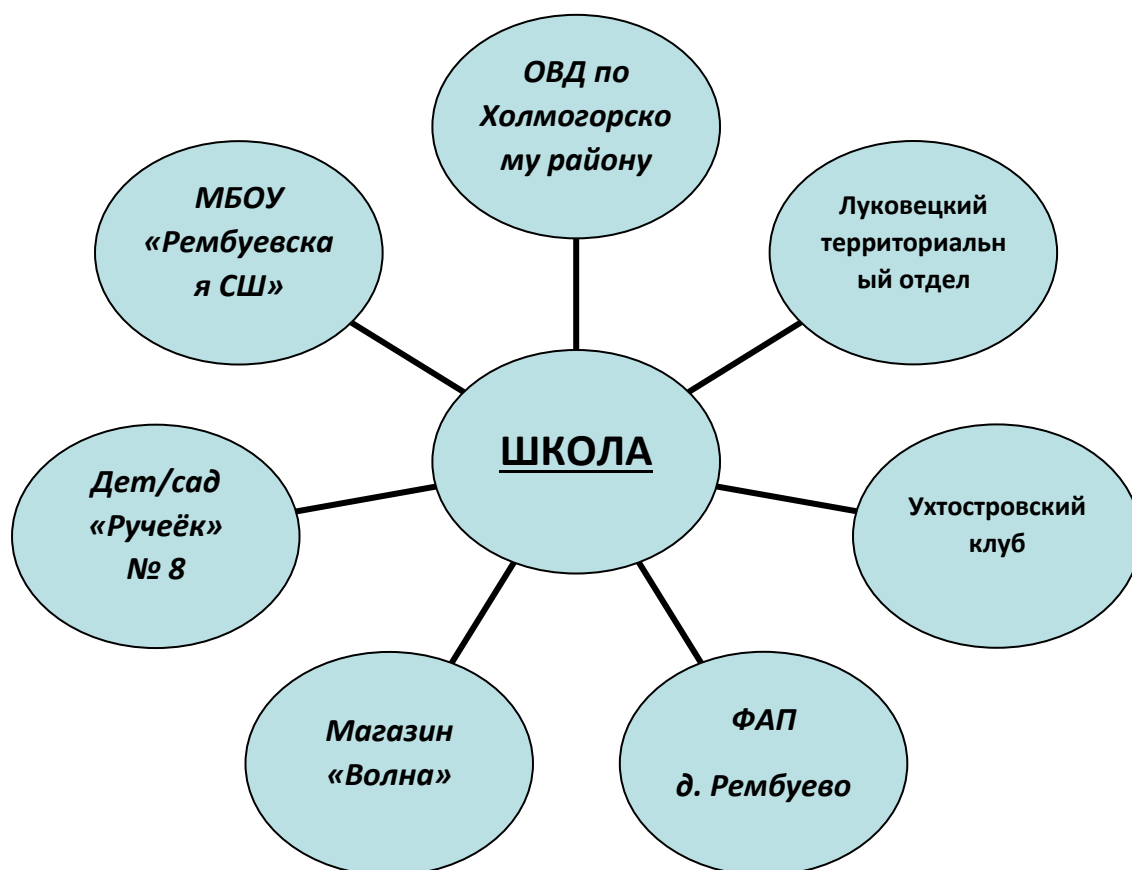 ОВД по
Холмогорско
му району
МБОУ
«Рембуевска
я СШ»
Луковецкий
территориальн
ый отдел
ШКОЛА
Дет/сад
«Ручеёк»
№ 8
Ухтостровский
клуб
Магазин
«Волна»
ФАП
д. Рембуево